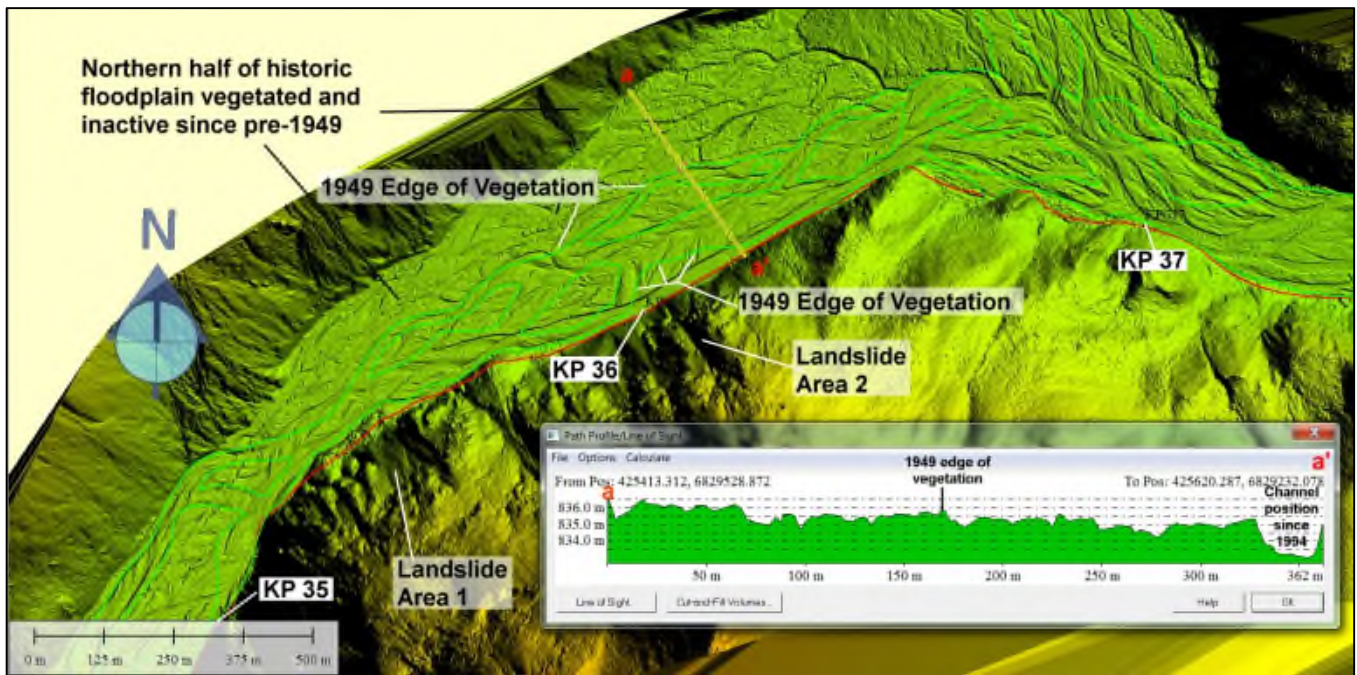 Northern half of historic
floodplain vegetated and
inactive since pre-1949
a
1949 Edge of Vegetation
N
a'
KP 37
1949 Edge of Vegetation
KP 36
Landslide
Area 2
Landslide
Area 1
KP 35
0 m 125 m 250 m 375 m 500 m
Path Profile/Line of Sight
File Options Calculate
1949 edge of
vegetation
a'
From Pos: 425413.312, 6829528.872
To Pos: 425620.287, 6829232.078
a
Channel
position
since
1994
836.0 m
835.0 m
834.0 m
50 m 100 m 150 m 200 m 250 m 300 m 362 m
Line of Sight...
Cut-and-Fill Volumes...
Help
OK